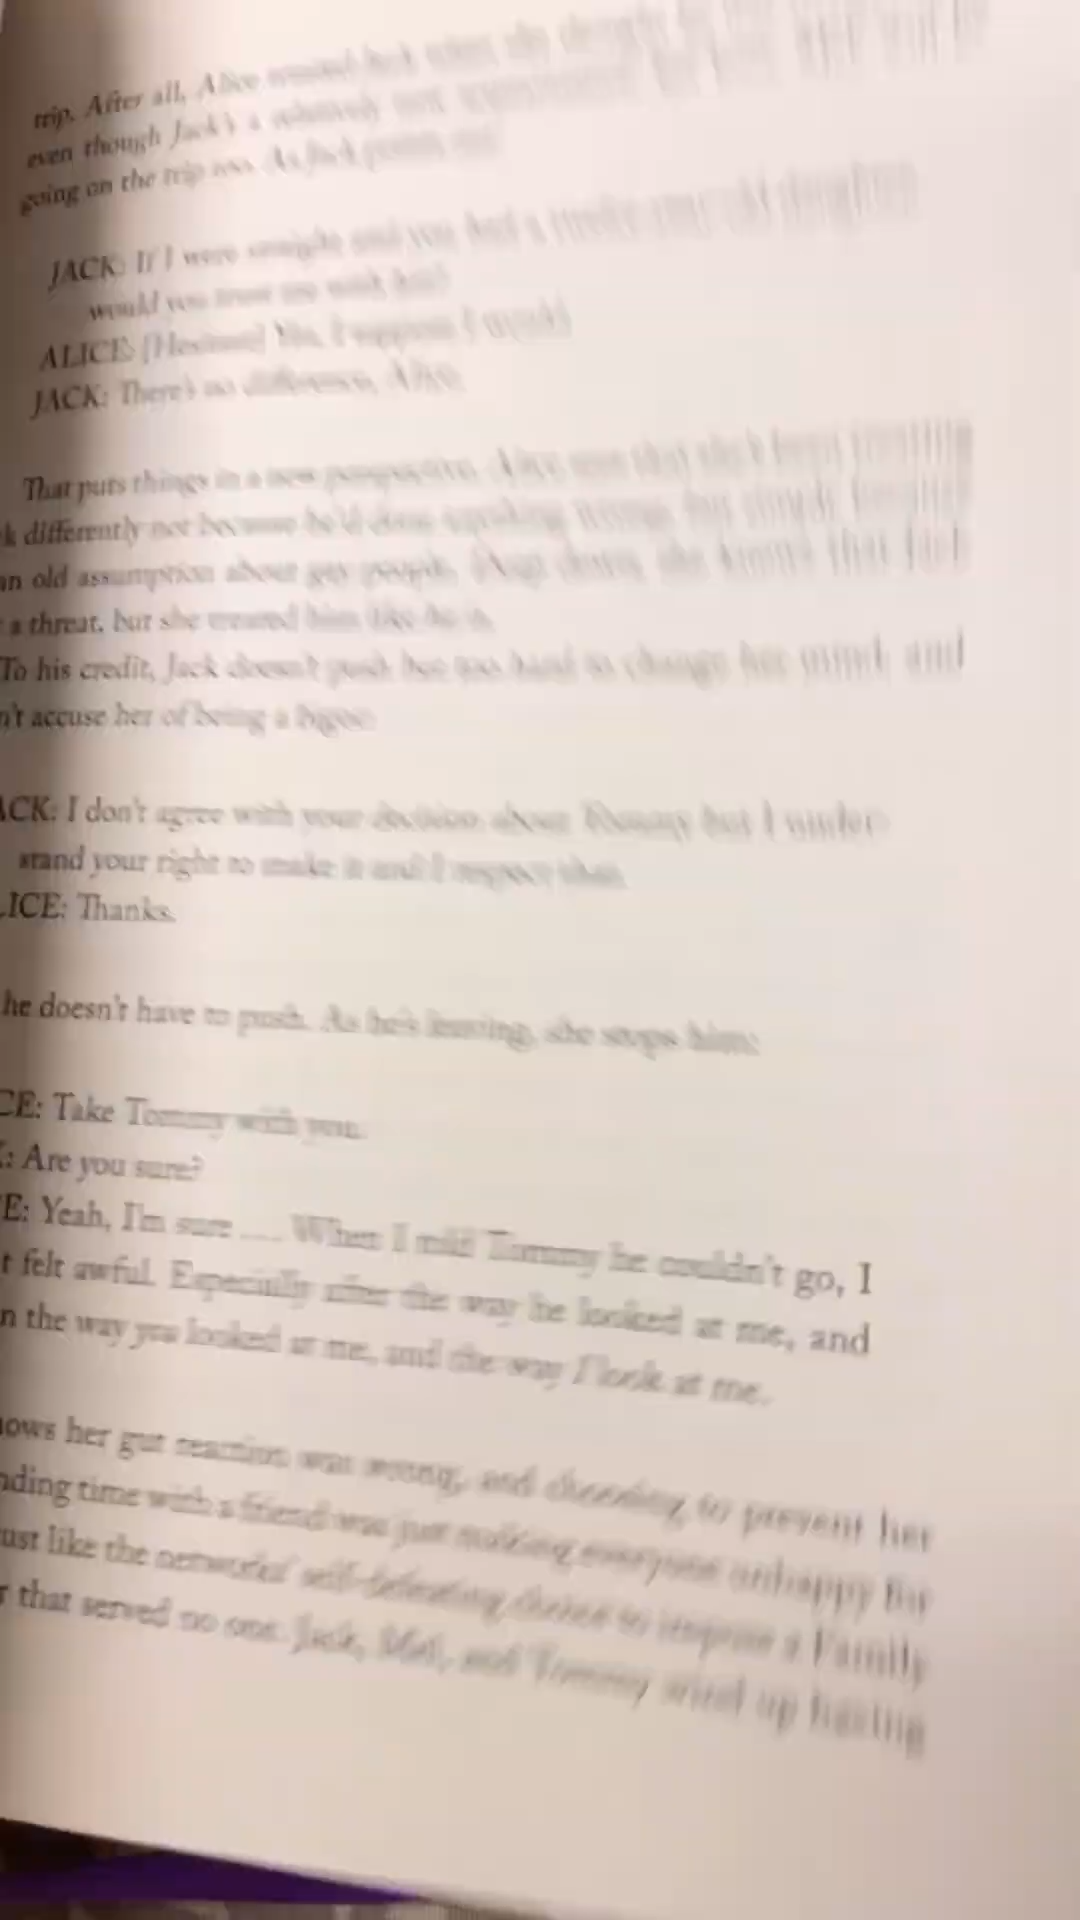 trip. After all, Alice
even though Jack's a relatively
going on the trip too. As Jack points out
JACK: If I were straight and you had a twelve-year-old daughter,
would you trust me with her?
ALICE: [Hesitates] Yes, I suppose I would.
JACK: There's no difference, Alice.
That puts things in a new perspective. Alice sees that she's been treating
k differently not because he'd done anything wrong, but simply because
an old assumption about gay people. Deep down, she knows that Jack
a threat, but she treated him like he is.
To his credit, Jack doesn't push her too hard to change her mind, and
n't accuse her of being a bigot:
ACK: I don't agree with your decision about Tommy but I under-
stand your right to make it and I respect that.
LICE: Thanks.
he doesn't have to push. As he's leaving, she stops him:
CE: Take Tommy with you.
K: Are you sure?
E: Yeah, I'm sure .... When I told Tommy he couldn't go, I
t felt awful. Especially after the way he looked at me, and
n the way you looked at me, and the way I look at me.
nows her gut reaction was wrong, and choosing to prevent her
nding time with a friend was just making everyone unhappy for
ust like the networks' self-defeating choice to impose a Family
r that served no one. Jack, and Tommy wind up having